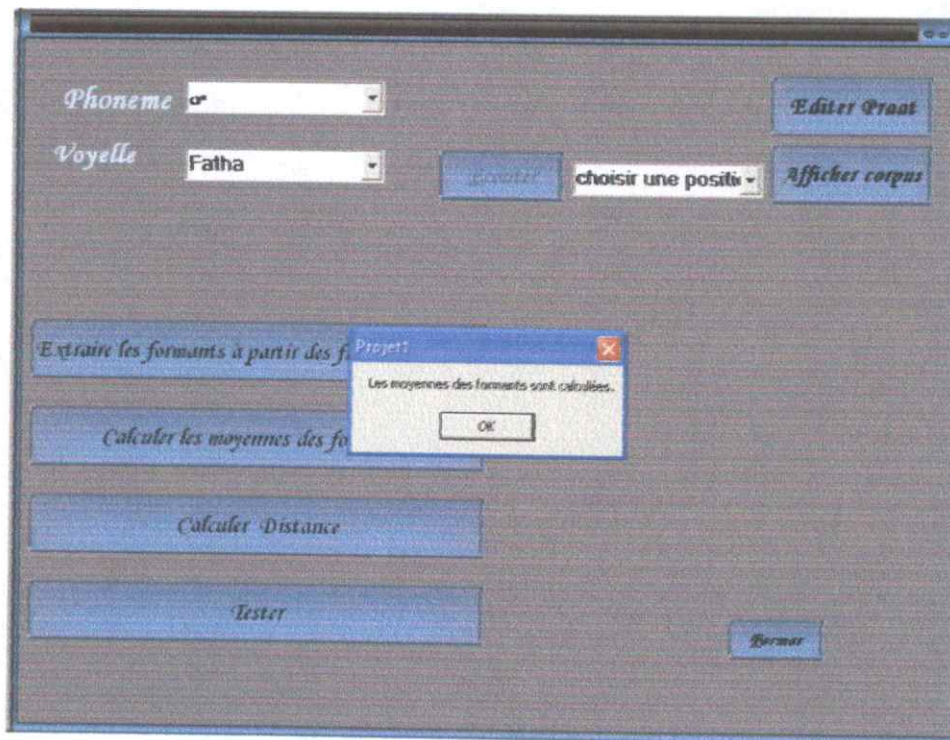 Phoneme
Editer Praat
Voyelle
Fatha
Ecouter
choisir une positi
Afficher corpus
Extraire les formants à partir des f
Projet1
Les moyennes des formants sont calculées.
OK
Calculer les moyennes des fo
Calculer Distance
Tester
Fermer